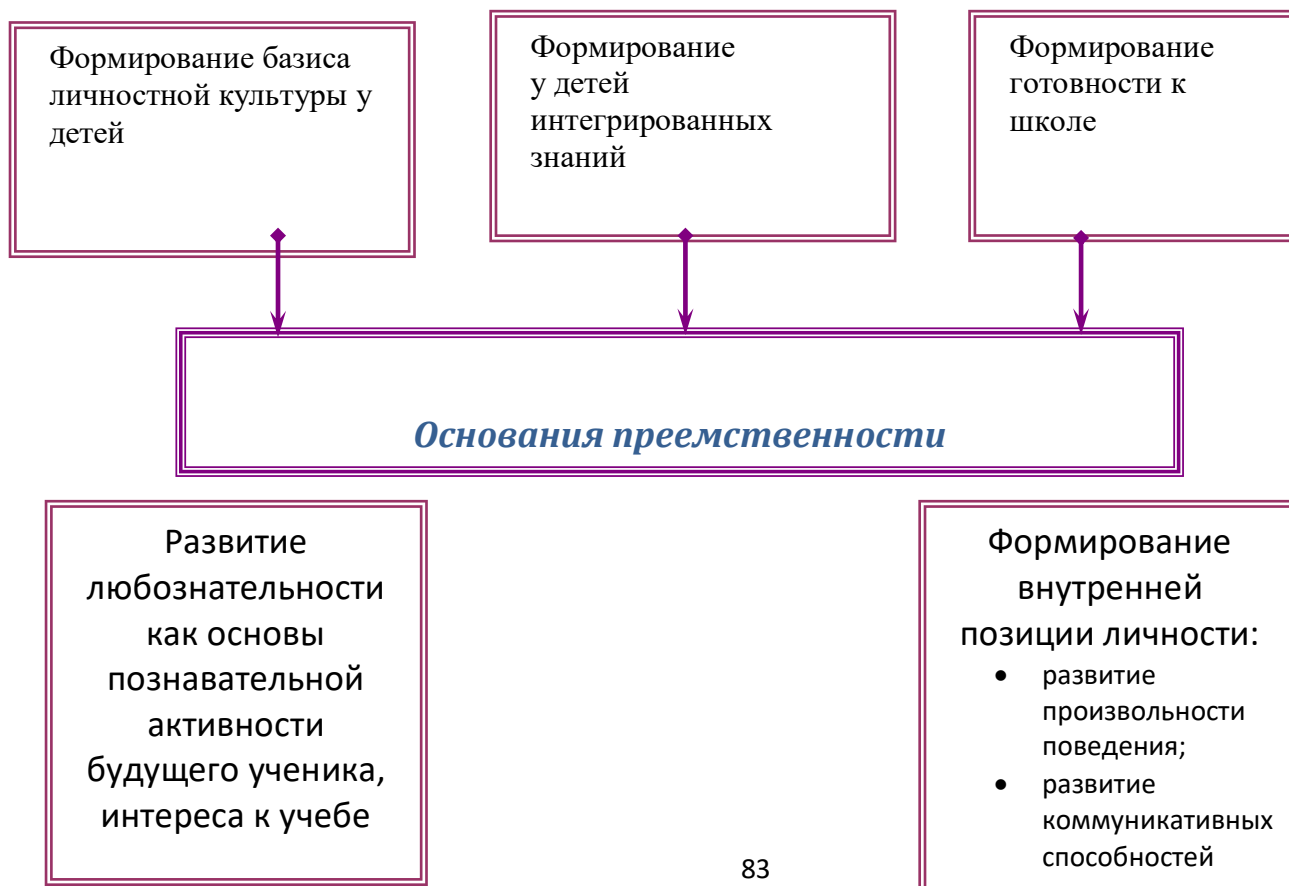 Формирование базиса
личностной культуры у
детей
Формирование
у детей
интегрированных
знаний
Формирование
готовности к
школе
Основания преемственности
Развитие
любознательности
как основы
познавательной
активности
будущего ученика,
интереса к учебе
Формирование
внутренней
позиции личности:
• развитие
произвольности
поведения;
• развитие
коммуникативных
способностей
83